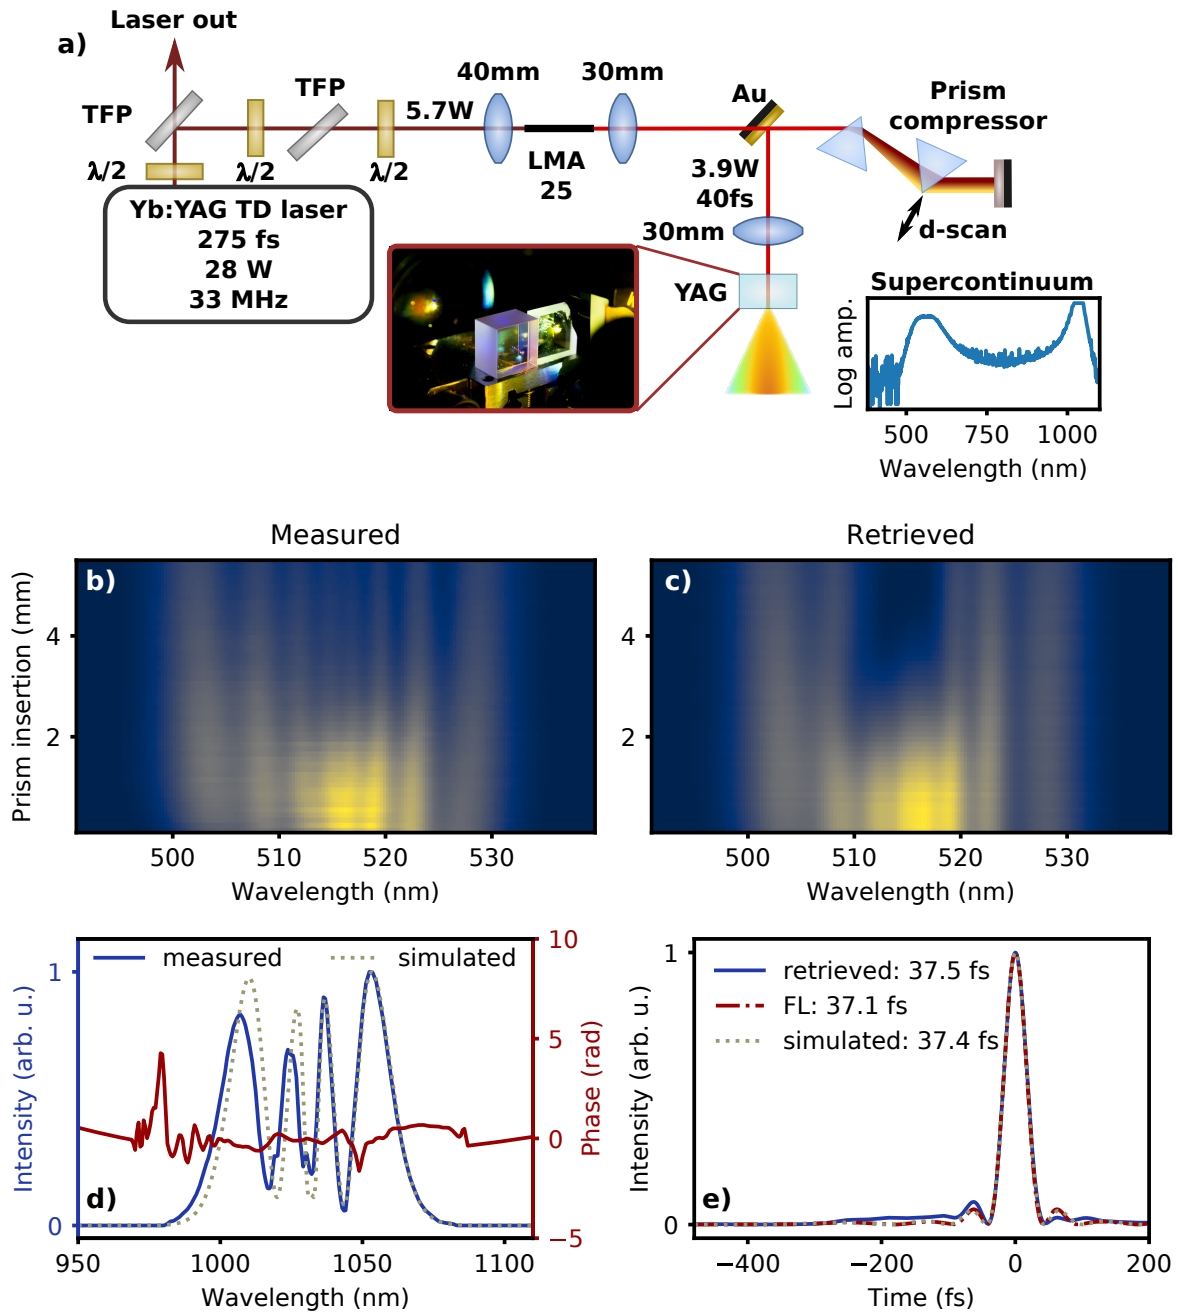 Laser out
a)
TFP
TFP
40mm
30mm
5.7W
Au
Prism
compressor
λ/2
λ/2
λ/2
LMA
25
3.9W
40fs
Yb:YAG TD laser
275 fs
28 W
33 MHz
30mm
d-scan
YAG
Supercontinuum
Log amp.
500
750
1000
Wavelength (nm)
Measured
b)
Prism insertion (mm)
4
2
500
510
520
530
Wavelength (nm)
Retrieved
c)
4
2
500
510
520
530
Wavelength (nm)
measured
simulated
d)
Intensity (arb. u.)
1
0
Phase (rad)
10
5
0
−5
950
1000
1050
1100
Wavelength (nm)
retrieved: 37.5 fs
FL: 37.1 fs
simulated: 37.4 fs
e)
Intensity (arb. u.)
1
0
−400
−200
0
200
Time (fs)